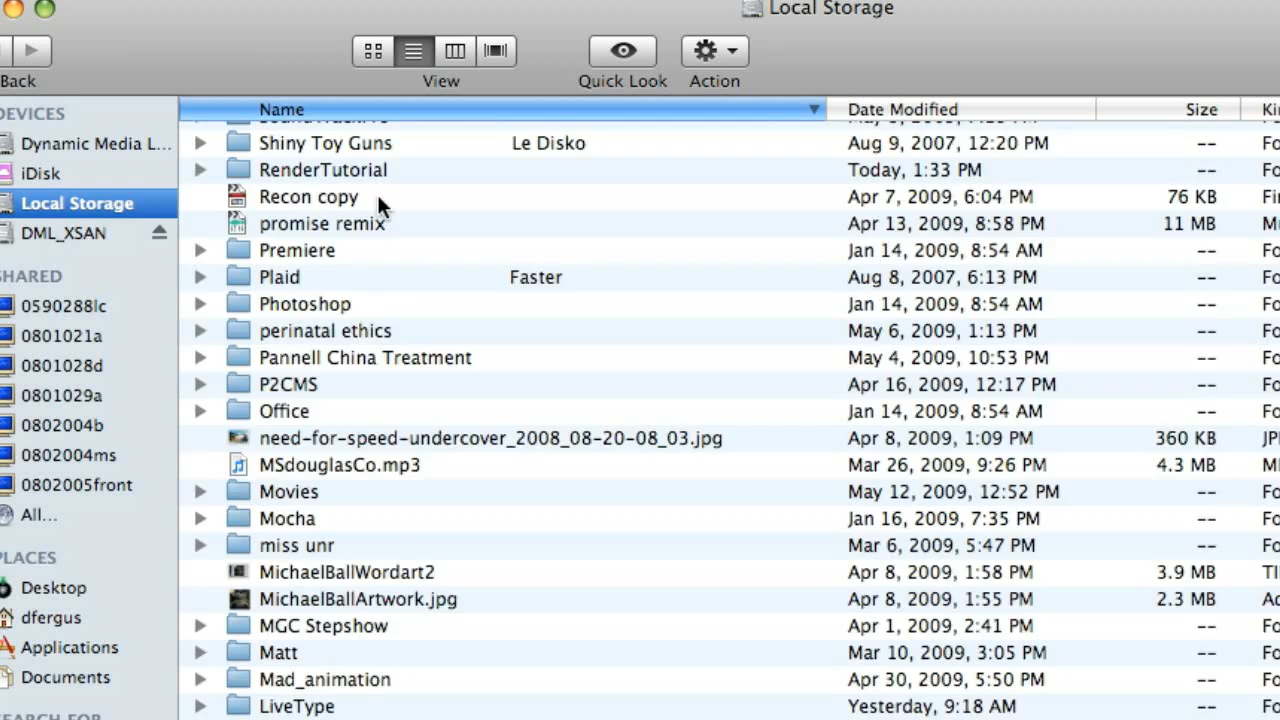 Local Storage
Back
View
Quick Look
Action
DEVICES
Dynamic Media L...
iDisk
Local Storage
DML_XSAN
SHARED
0590288lc
0801021a
0801028d
0801029a
0802004b
0802004ms
0802005front
All...
PLACES
Desktop
dfergus
Applications
Documents
SEARCH FOR
Name Date Modified Size
Shiny Toy Guns Le Disko Aug 9, 2007, 12:20 PM --
RenderTutorial Today, 1:33 PM --
Recon copy Apr 7, 2009, 6:04 PM 76 KB
promise remix Apr 13, 2009, 8:58 PM 11 MB
Premiere Jan 14, 2009, 8:54 AM --
Plaid Faster Aug 8, 2007, 6:13 PM --
Photoshop Jan 14, 2009, 8:54 AM --
perinatal ethics May 6, 2009, 1:13 PM --
Pannell China Treatment May 4, 2009, 10:53 PM --
P2CMS Apr 16, 2009, 12:17 PM --
Office Jan 14, 2009, 8:54 AM --
need-for-speed-undercover_2008_08-20-08_03.jpg Apr 8, 2009, 1:09 PM 360 KB
MSdouglasCo.mp3 Mar 26, 2009, 9:26 PM 4.3 MB
Movies May 12, 2009, 12:52 PM --
Mocha Jan 16, 2009, 7:35 PM --
miss unr Mar 6, 2009, 5:47 PM --
MichaelBallWordart2 Apr 8, 2009, 1:58 PM 3.9 MB
MichaelBallArtwork.jpg Apr 8, 2009, 1:55 PM 2.3 MB
MGC Stepshow Apr 1, 2009, 2:41 PM --
Matt Mar 10, 2009, 3:05 PM --
Mad_animation Apr 30, 2009, 5:50 PM --
LiveType Yesterday, 9:18 AM --